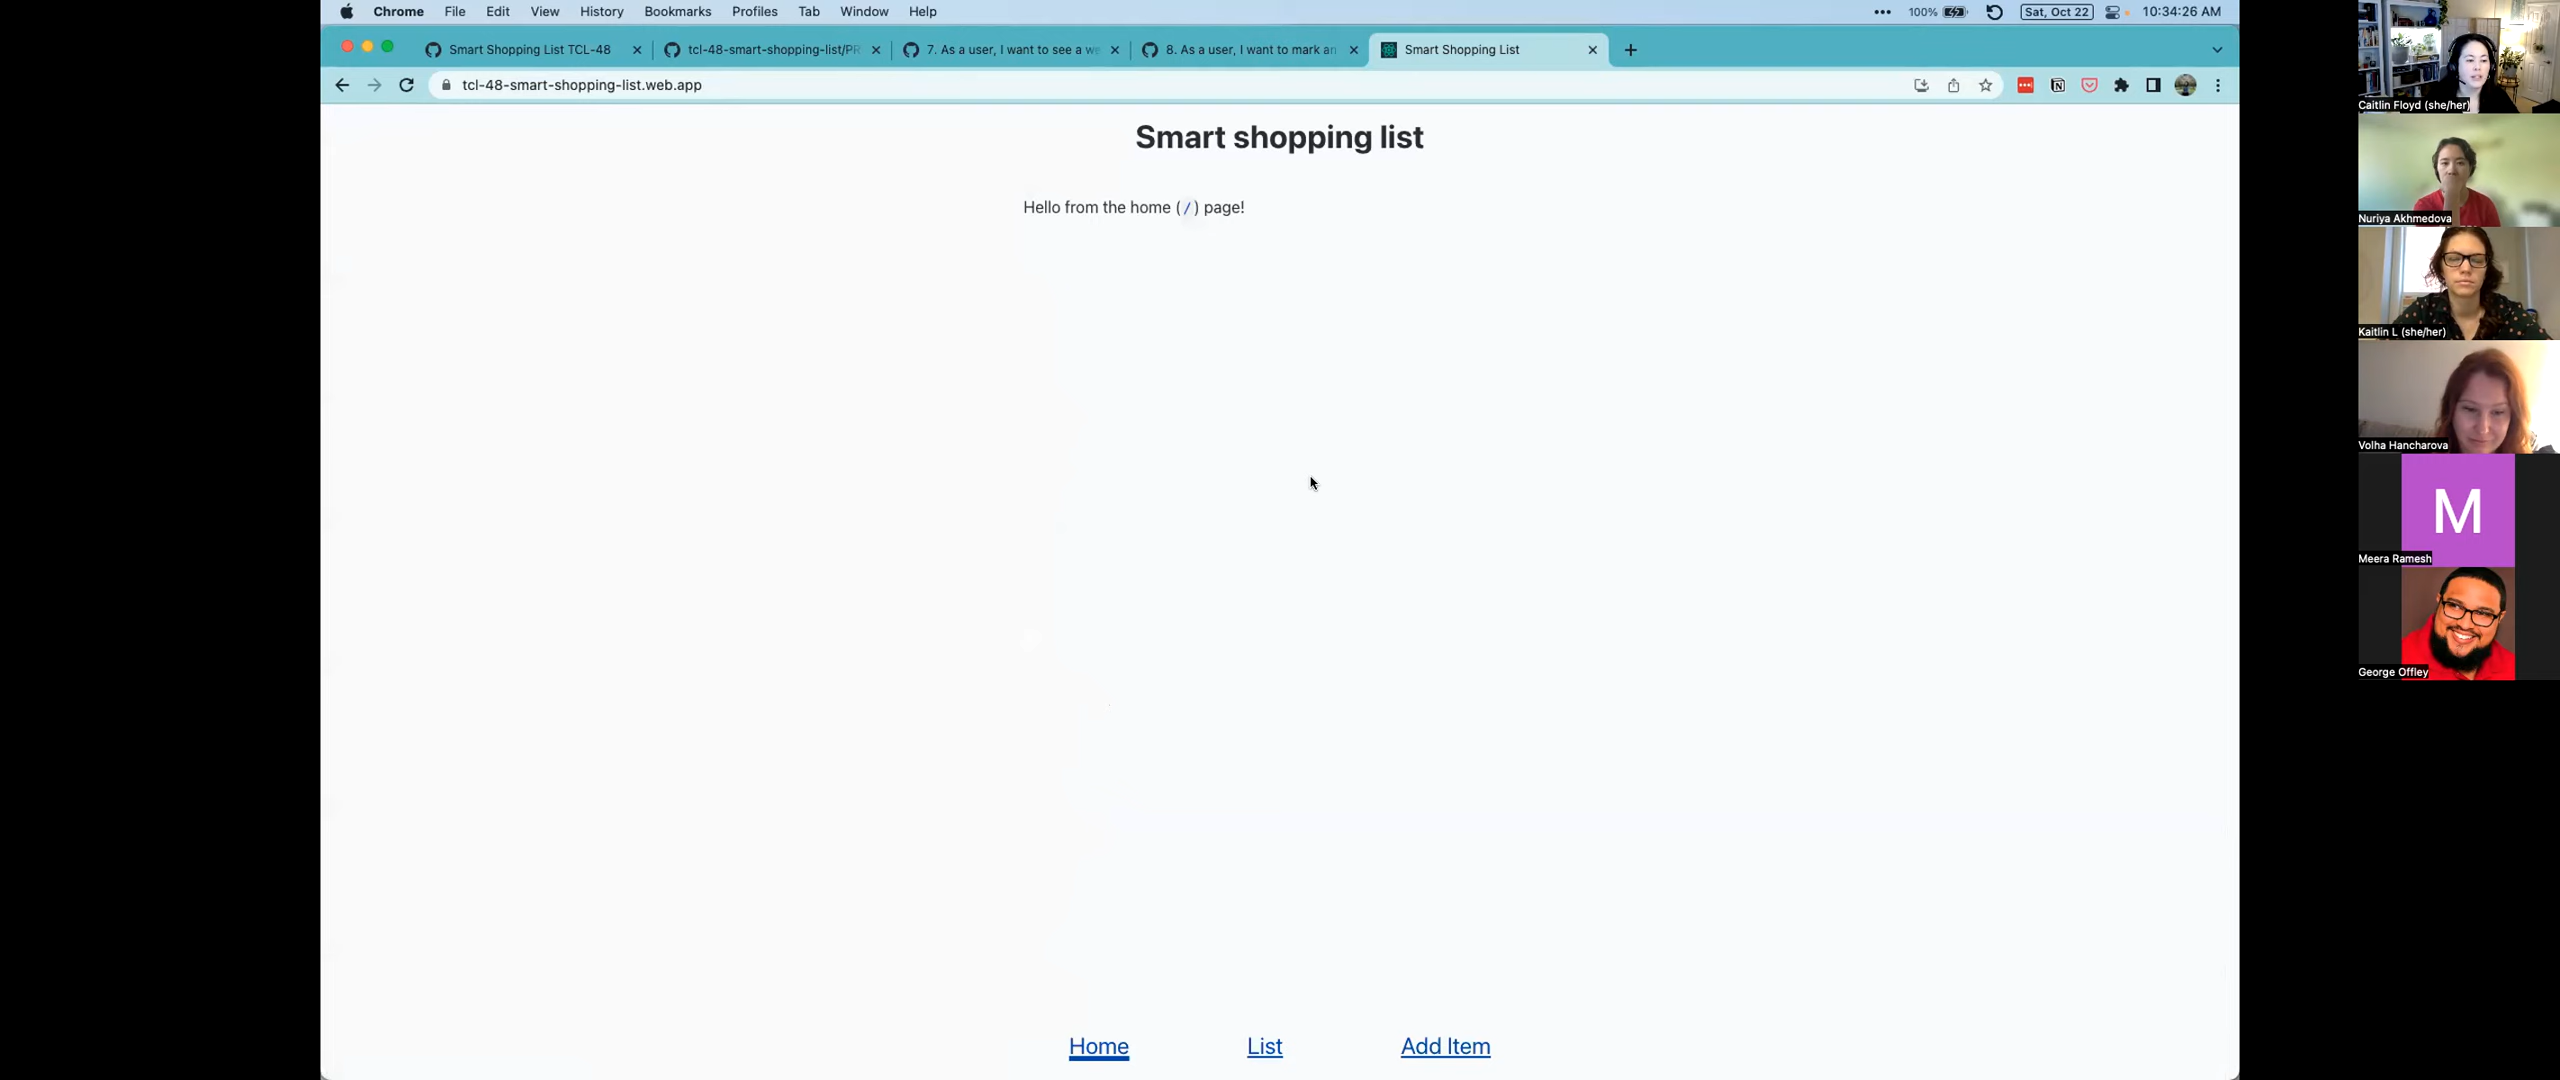 Chrome File Edit View History Bookmarks Profiles Tab Window Help ••• 100% Sat, Oct 22 10:34:26 AM
Smart Shopping List TCL-48 tcl-48-smart-shopping-list/PR 7. As a user, I want to see a we 8. As a user, I want to mark an Smart Shopping List
tcl-48-smart-shopping-list.web.app
Smart shopping list
Hello from the home (/) page!
Home List Add Item
Caitlin Floyd (she/her)
Nuriya Akhmedova
Kaitlin L (she/her)
Volha Hancharova
M
Meera Ramesh
George Offley